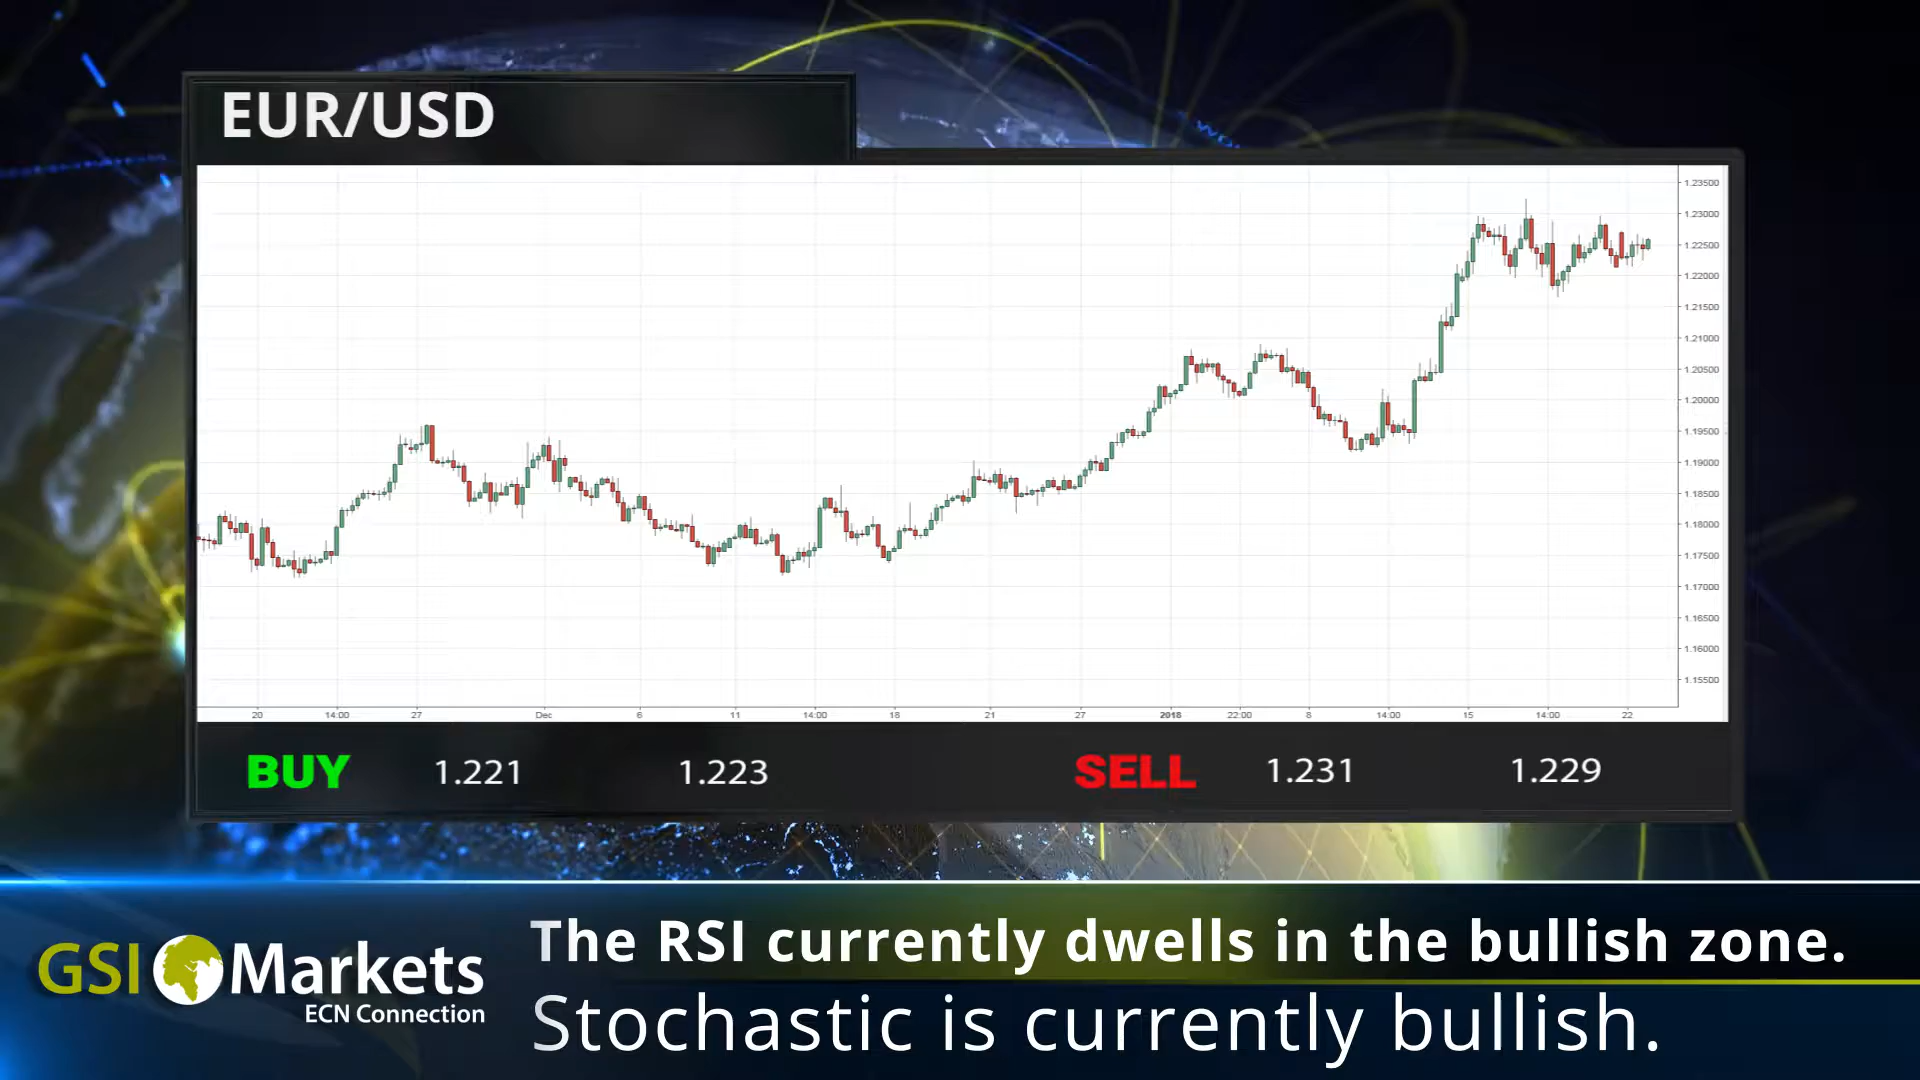 EUR/USD
1.23500
1.23000
1.22500
1.22000
1.21500
1.21000
1.20500
1.20000
1.19500
1.19000
1.18500
1.18000
1.17500
1.17000
1.16500
1.16000
1.15500
20 14:00 27 Dec 6 11 14:00 18 21 27 2018 22:00 8 14:00 15 14:00 22
BUY 1.221 1.223 SELL 1.231 1.229
The RSI currently dwells in the bullish zone.
GSI Markets
ECN Connection
Stochastic is currently bullish.